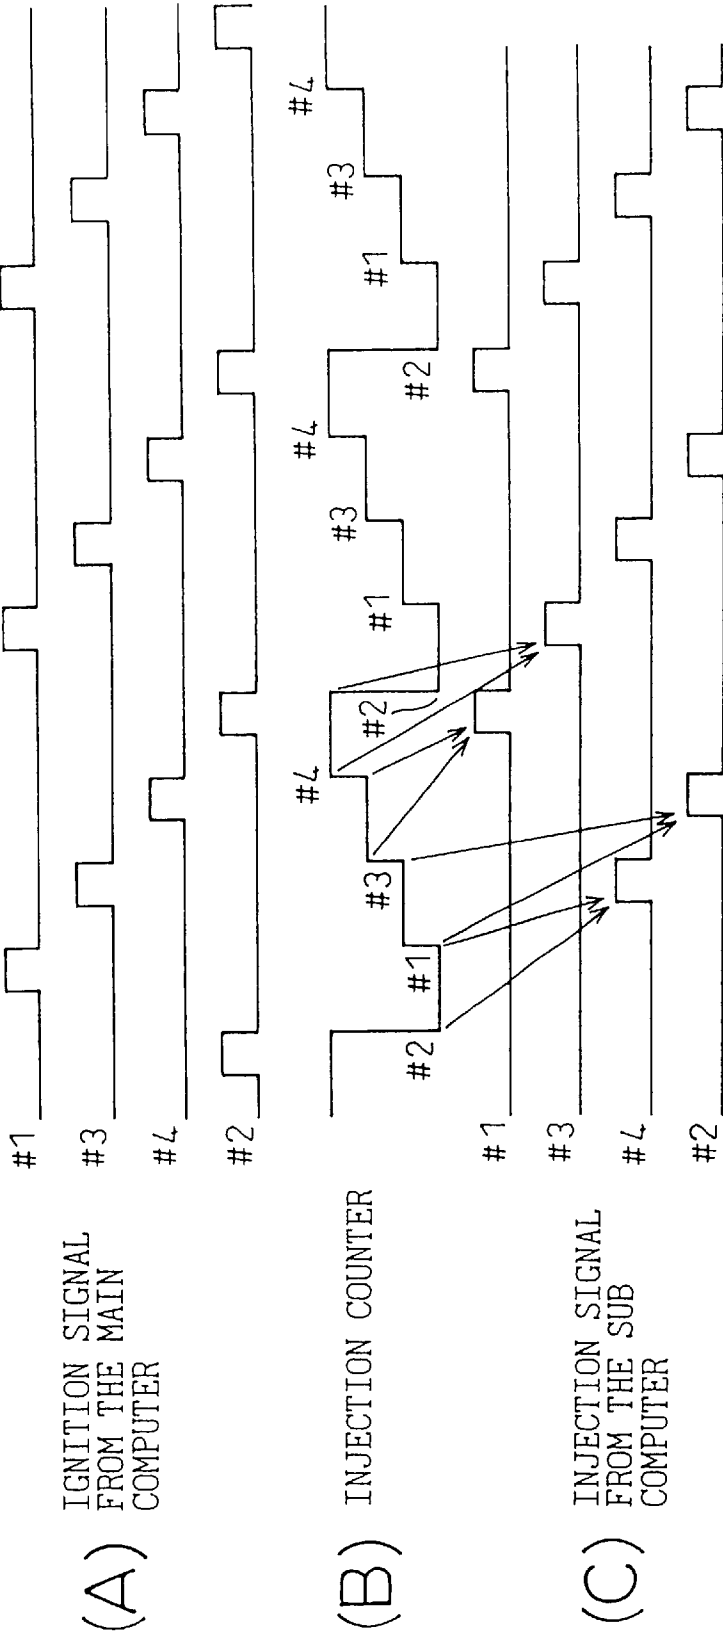 (A)
IGNITION SIGNAL
FROM THE MAIN
COMPUTER
#1
#3
#4
#2
(B)
INJECTION COUNTER
#2
#1
#3
#4
#2
#1
#3
#4
#2
#1
#3
#4
(C)
INJECTION SIGNAL
FROM THE SUB
COMPUTER
#1
#3
#4
#2